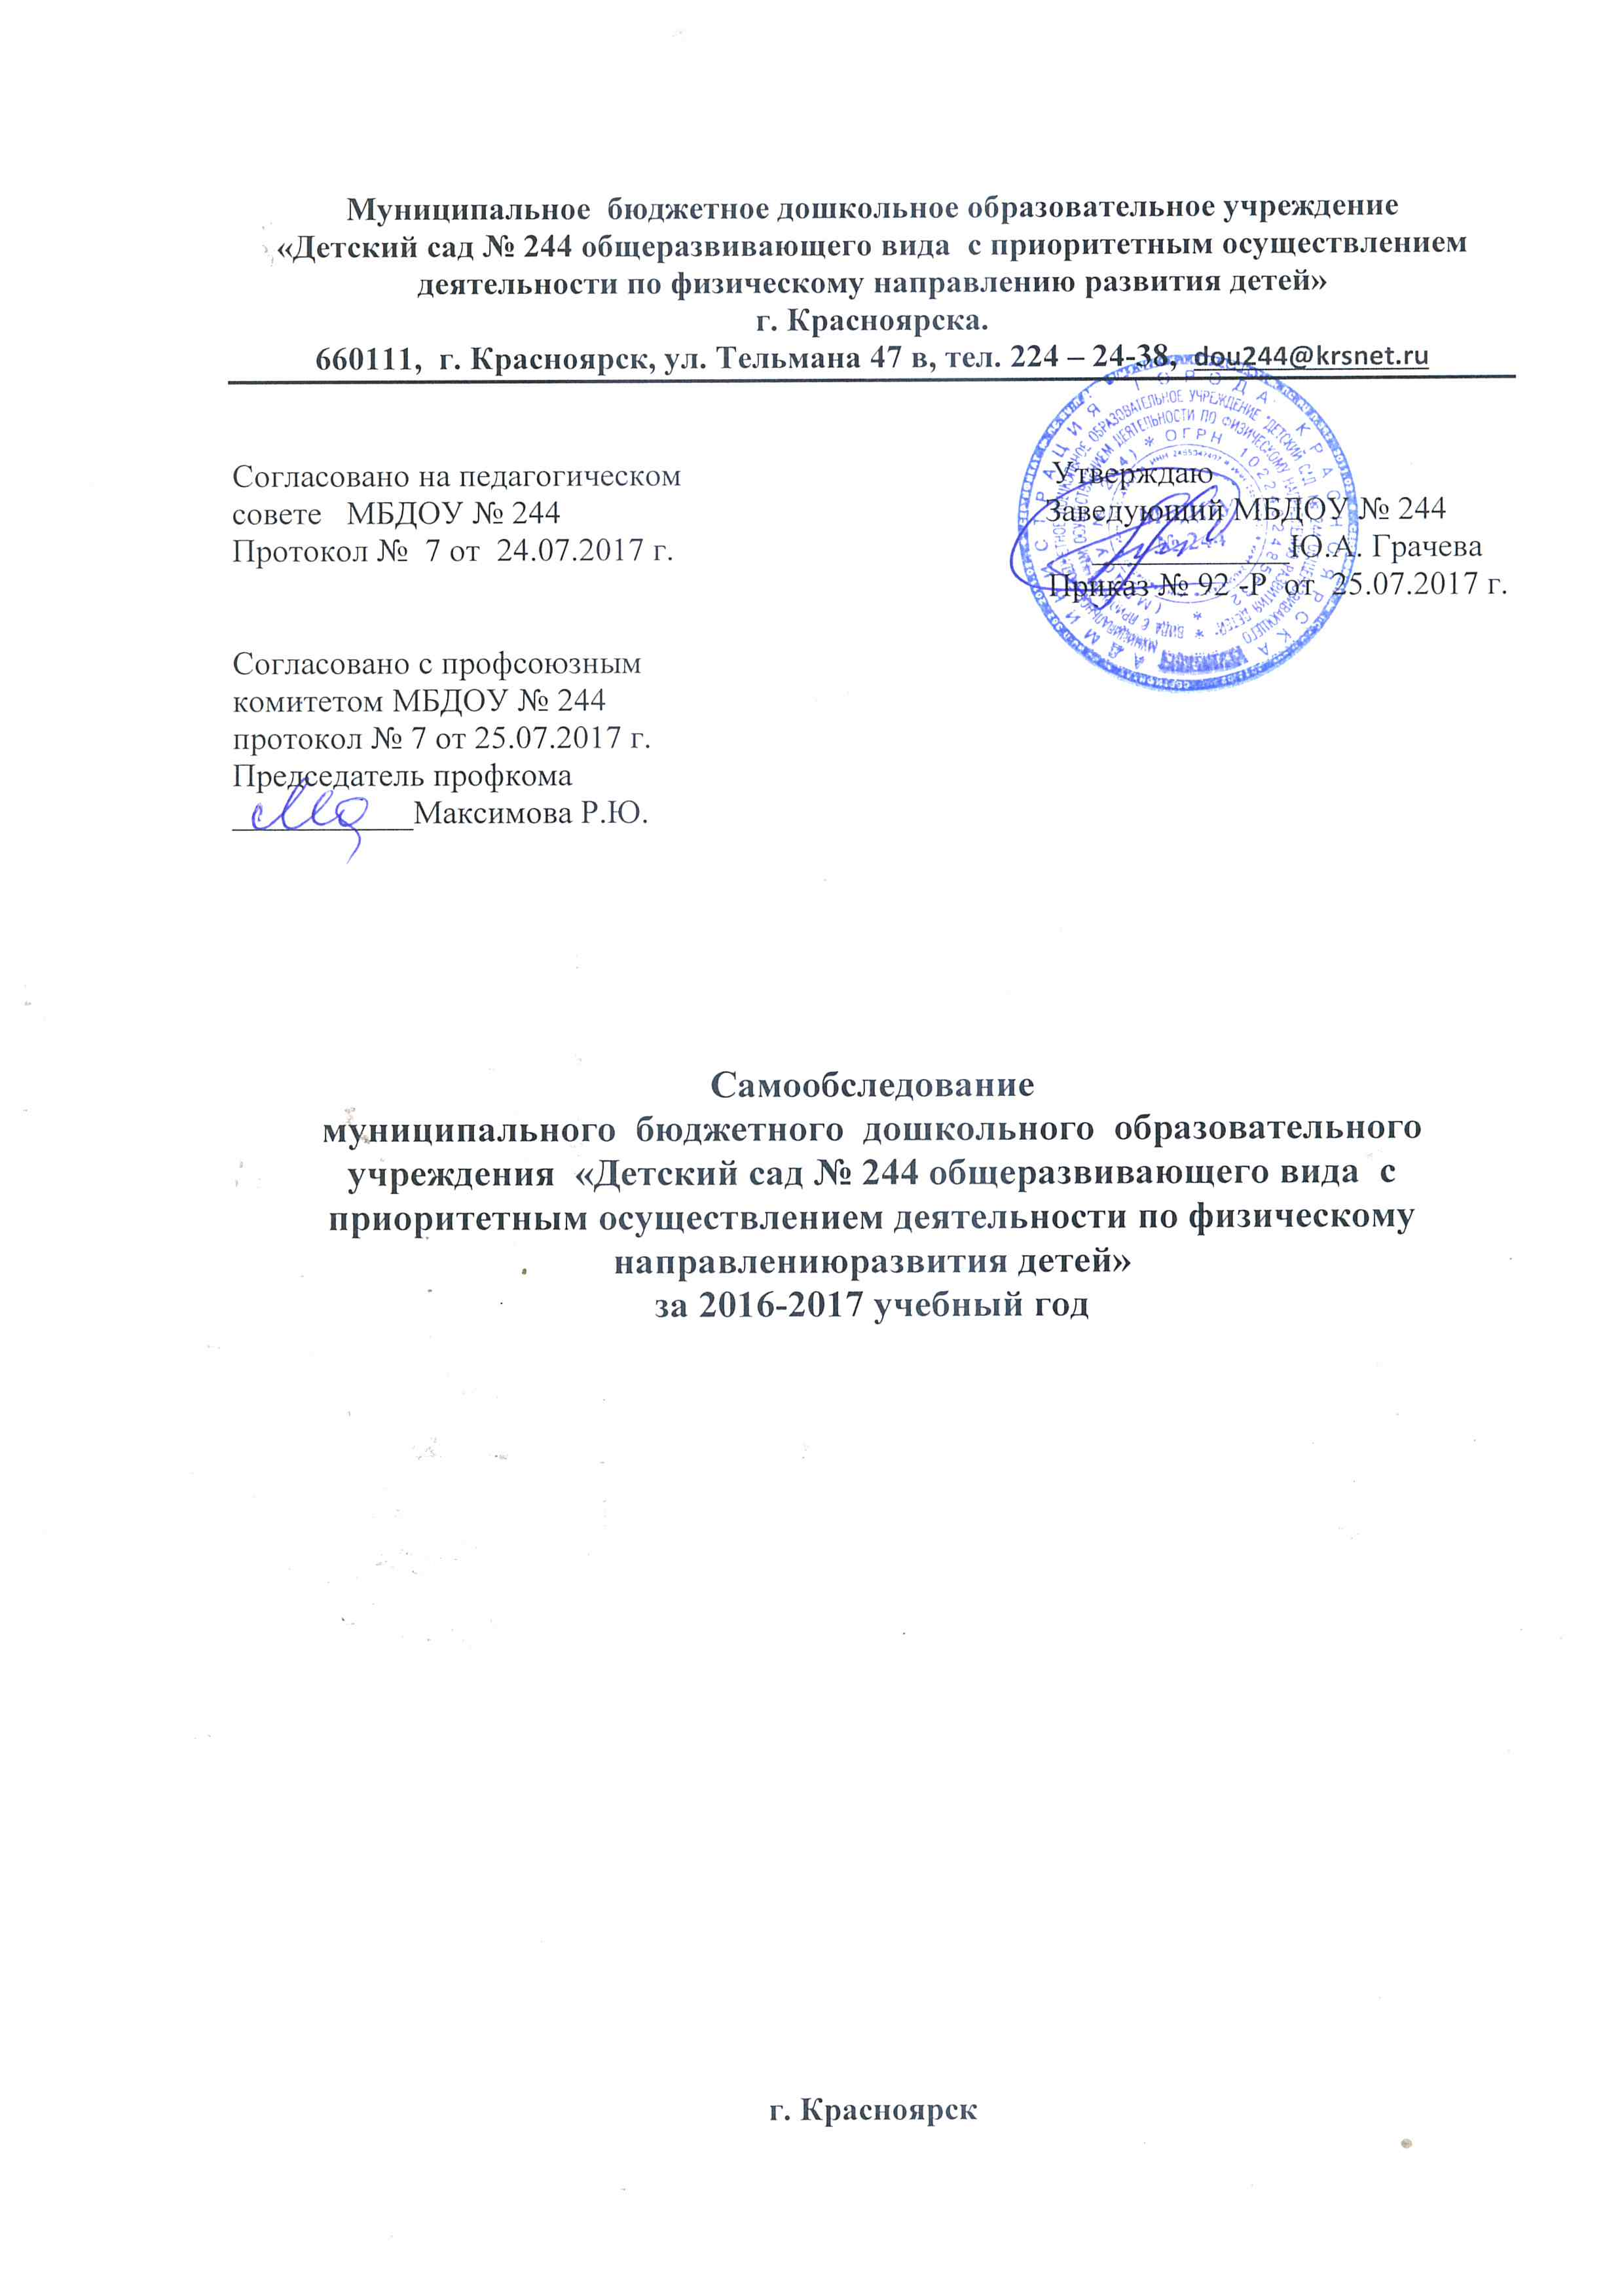 Муниципальное бюджетное дошкольное образовательное учреждение
«Детский сад № 244 общеразвивающего вида с приоритетным осуществлением
деятельности по физическому направлению развития детей»
г. Красноярска.
660111, г. Красноярск, ул. Тельмана 47 в, тел. 224 – 24-38, dou244@krsnet.ru
Согласовано на педагогическом
совете МБДОУ № 244
Протокол № 7 от 24.07.2017 г.
Утверждаю
Заведующий МБДОУ № 244
Ю.А. Грачева
Приказ № 92 -Р от 25.07.2017 г.
АДМИНИСТРАЦИЯ ГОРОДА КРАСНОЯРСКА
Согласовано с профсоюзным
комитетом МБДОУ № 244
протокол № 7 от 25.07.2017 г.
Председатель профкома
Максимова Р.Ю.
Самообследование
муниципального бюджетного дошкольного образовательного
учреждения «Детский сад № 244 общеразвивающего вида с
приоритетным осуществлением деятельности по физическому
направлениюразвития детей»
за 2016-2017 учебный год
г. Красноярск